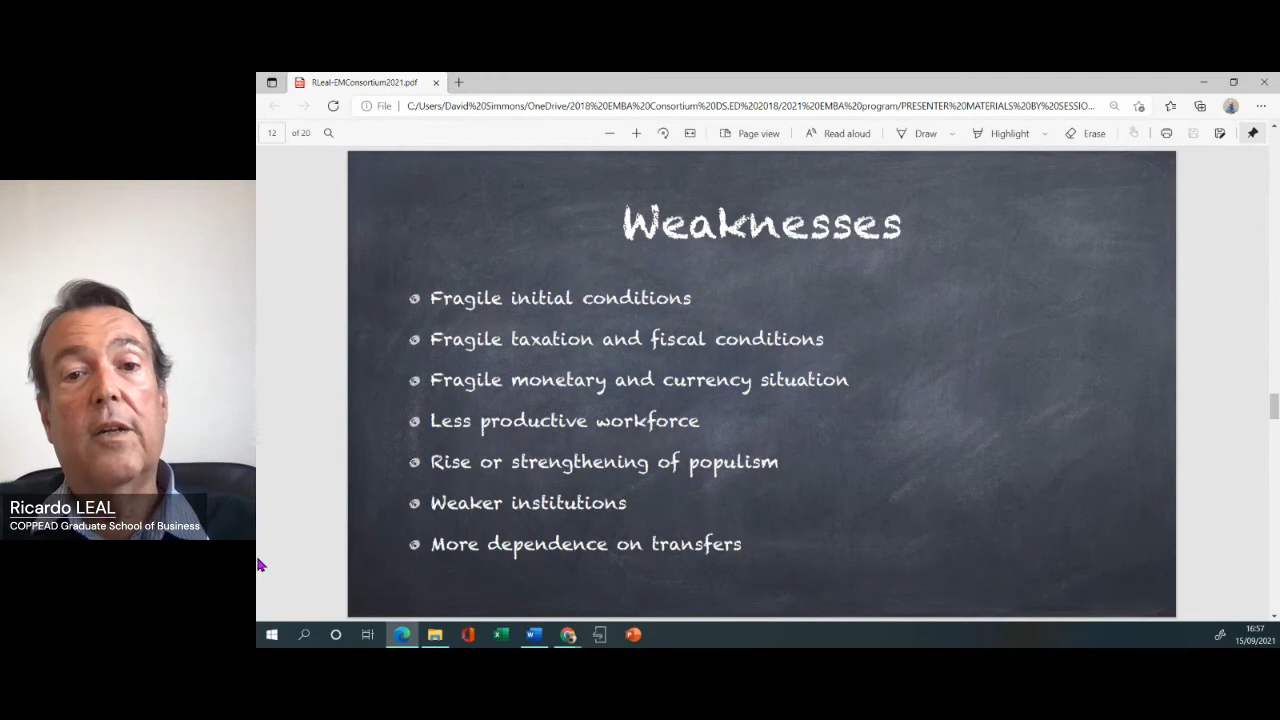 RLeal-EMConsortium2021.pdf
File
C:/Users/David%20Simmons/OneDrive/2018%20EMBA%20Consortium%20DS.ED%202018/2021%20EMBA%20program/PRESENTER%20MATERIALS%20BY%20SESSIO...
12 of 20
Page view
Read aloud
Draw
Highlight
Erase
Weaknesses
Fragile initial conditions
Fragile taxation and fiscal conditions
Fragile monetary and currency situation
Less productive workforce
Rise or strengthening of populism
Weaker institutions
More dependence on transfers
Ricardo LEAL
COPPEAD Graduate School of Business
16:57
15/09/2021